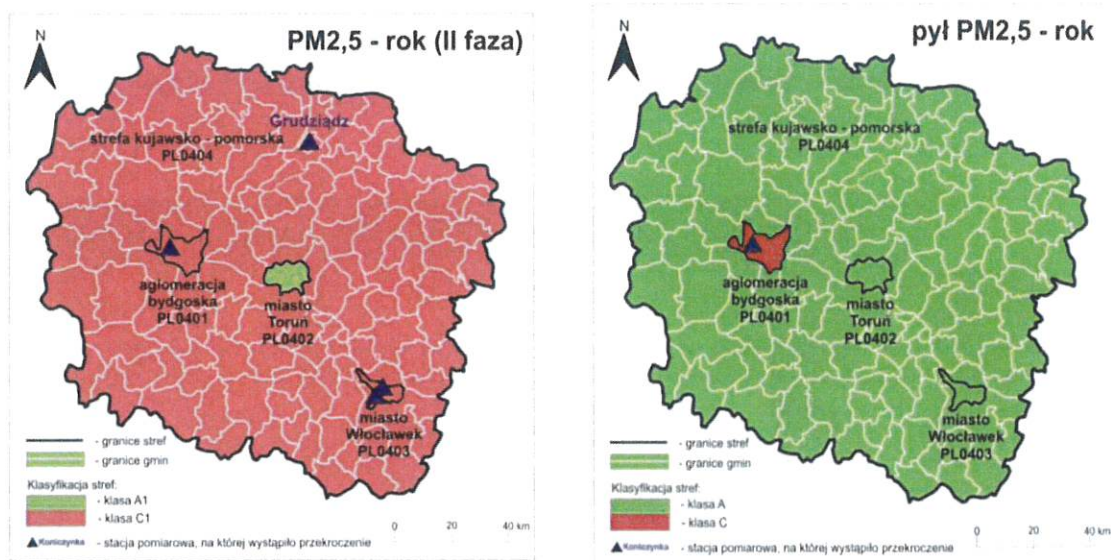 PM2,5 - rok (II faza)
N
Grudziądz
strefa kujawsko - pomorska
PL0404
aglomeracja
bydgoska
PL0401
miasto
Toruń
PL0402
miasto
Włocławek
PL0403
- granice stref
- granice gmin
Klasyfikacja stref:
- klasa A1
- klasa C1
0 20 40 km
Koniczynka - stacja pomiarowa, na której wystąpiło przekroczenie
pył PM2,5 - rok
N
strefa kujawsko - pomorska
PL0404
aglomeracja
bydgoska
PL0401
miasto
Toruń
PL0402
miasto
Włocławek
PL0403
- granice stref
- granice gmin
Klasyfikacja stref:
- klasa A
- klasa C
0 20 40 km
Koniczynka - stacja pomiarowa, na której wystąpiło przekroczenie